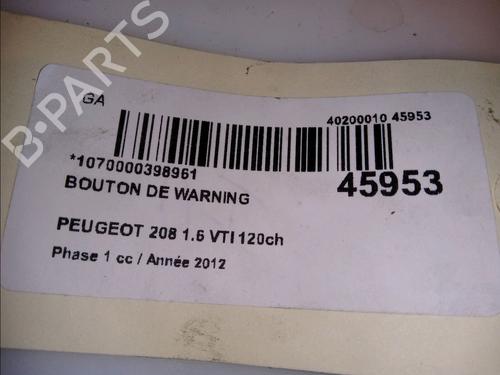 GA
40200010 45953
*1070000398961
45953
BOUTON DE WARNING
PEUGEOT 208 1.6 VTI 120ch
Phase 1 cc / Année 2012
B-PARTS